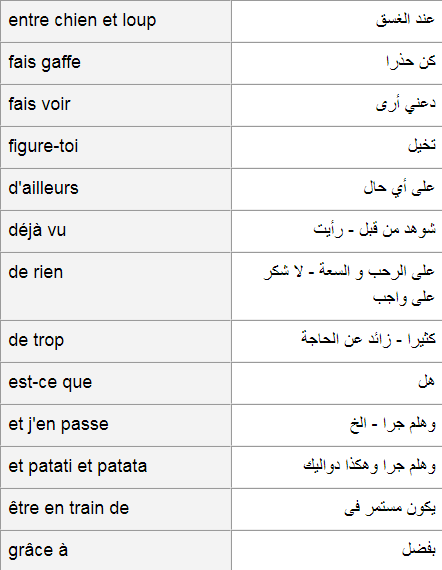 entre chien et loup عند الغسق
fais gaffe كن حذرا
fais voir دعني أرى
figure-toi تخيل
d'ailleurs على أي حال
déjà vu شوهد من قبل - رأيت
de rien على الرحب و السعة - لا شكر
على واجب
de trop كثيرا - زائد عن الحاجة
est-ce que هل
et j'en passe وهلم جرا - الخ
et patati et patata وهلم جرا وهكذا دواليك
être en train de يكون مستمر فى
grâce à بفضل